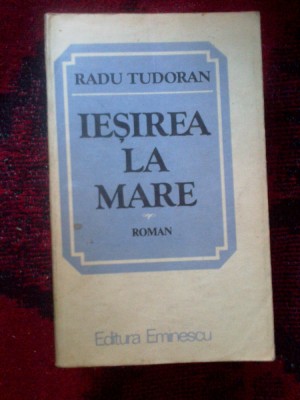 RADU TUDORAN
IEȘIREA
LA
MARE
ROMAN
Editura Eminescu